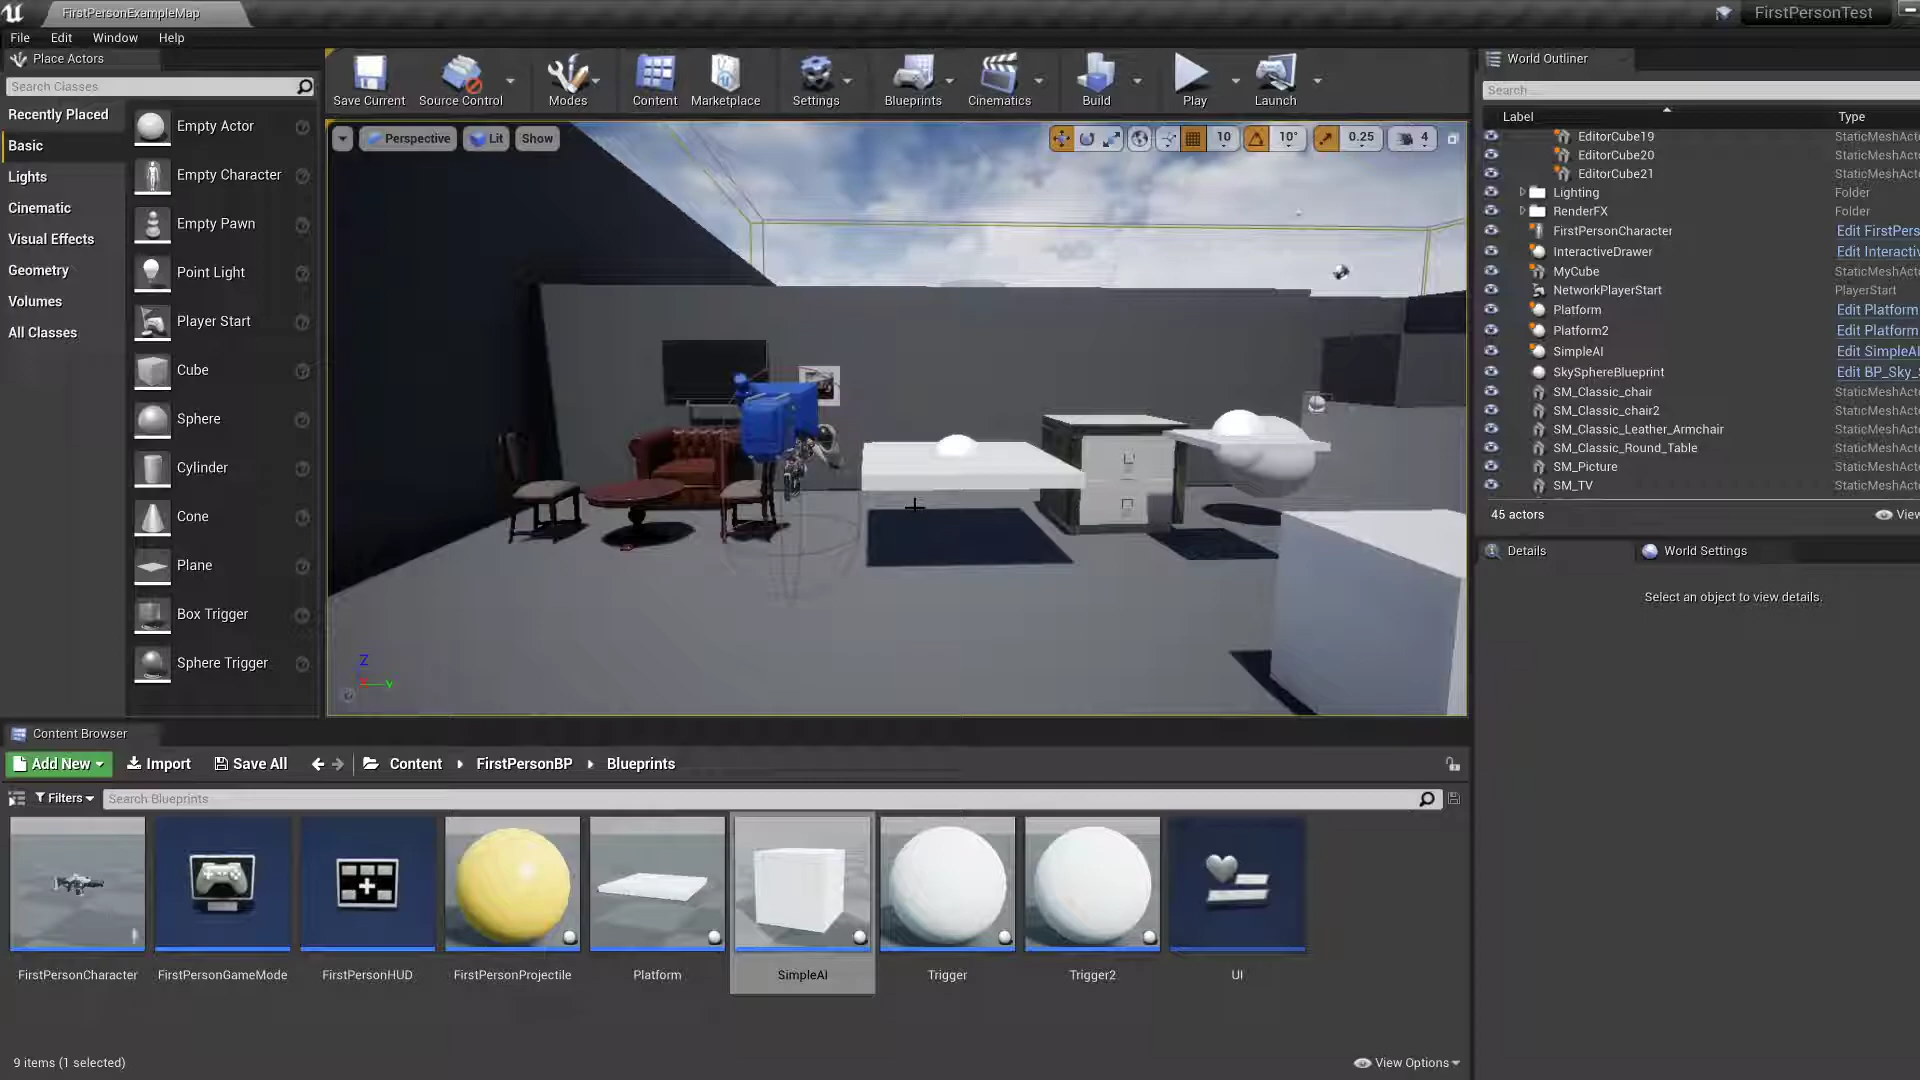 FirstPersonExampleMap
FirstPersonTest
File Edit Window Help
Place Actors
Search Classes
Recently Placed
Basic
Lights
Cinematic
Visual Effects
Geometry
Volumes
All Classes
Empty Actor
Empty Character
Empty Pawn
Point Light
Player Start
Cube
Sphere
Cylinder
Cone
Plane
Box Trigger
Sphere Trigger
Save Current Source Control Modes Content Marketplace Settings Blueprints Cinematics Build Play Launch
Perspective Lit Show 10 10° 0.25 4
Z
Y
World Outliner
Search...
Label Type
EditorCube19 StaticMeshAct
EditorCube20 StaticMeshAct
EditorCube21 StaticMeshAct
Lighting Folder
RenderFX Folder
FirstPersonCharacter Edit FirstPers
InteractiveDrawer Edit Interactiv
MyCube StaticMeshAct
NetworkPlayerStart PlayerStart
Platform Edit Platform
Platform2 Edit Platform
SimpleAI Edit SimpleAI
SkySphereBlueprint Edit BP_Sky_S
SM_Classic_chair StaticMeshAct
SM_Classic_chair2 StaticMeshAct
SM_Classic_Leather_Armchair StaticMeshAct
SM_Classic_Round_Table StaticMeshAct
SM_Picture StaticMeshAct
SM_TV StaticMeshAct
45 actors View
Details World Settings
Select an object to view details.
Content Browser
Add New Import Save All Content FirstPersonBP Blueprints
Filters Search Blueprints
FirstPersonCharacter FirstPersonGameMode FirstPersonHUD FirstPersonProjectile Platform SimpleAI Trigger Trigger2 UI
9 items (1 selected) View Options